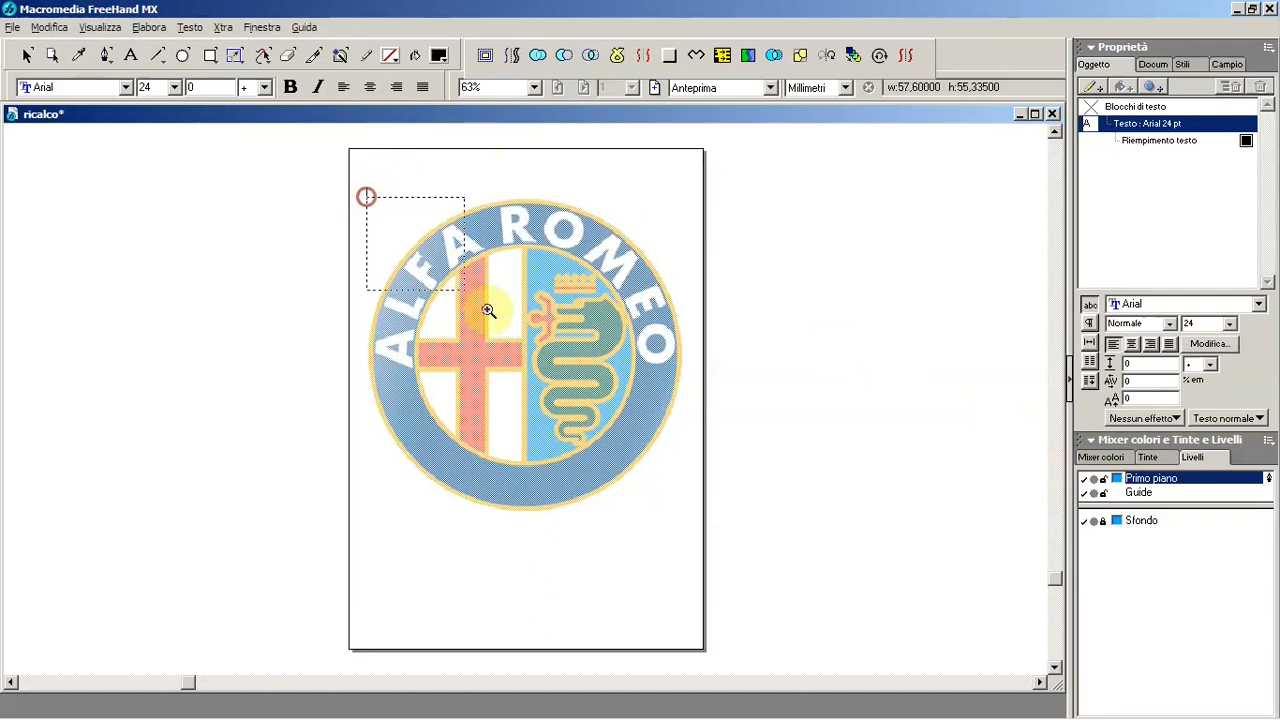 Macromedia FreeHand MX
File Modifica Visualizza Elabora Testo Xtra Finestra Guida
Arial 24 0 + B I 63% 1 Anteprima Millimetri w:57,60000 h:55,33500
ricalco*
ALFA ROMEO
Proprietà
Oggetto Docum Stili Campio
Blocchi di testo
A Testo : Arial 24 pt
Riempimento testo
abc Arial
Normale 24
Modifica...
0
0 % em
0
Nessun effetto Testo normale
Mixer colori e Tinte e Livelli
Mixer colori Tinte Livelli
Primo piano
Guide
Sfondo